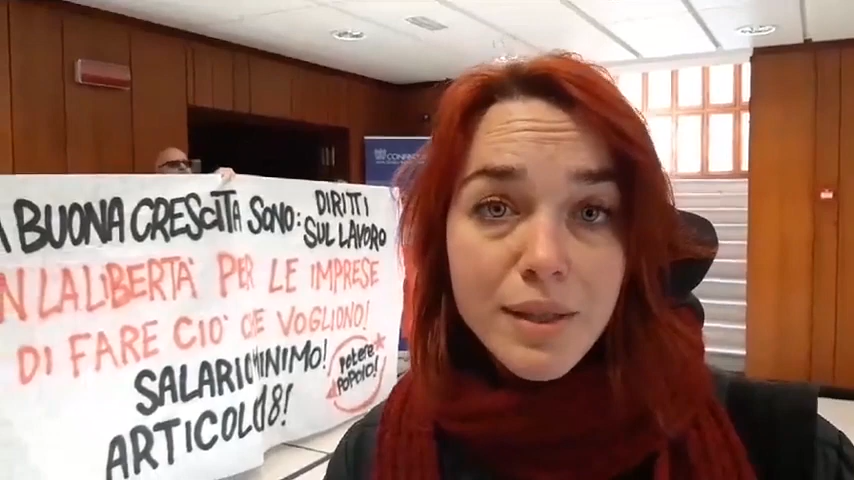 A BUONA CRESCITA SONO: DIRITTI
SUL LAVORO
N LA LIBERTÀ PER LE IMPRESE
DI FARE CIÒ CHE VOGLIONO!
SALARIO MINIMO!
ARTICOLO 18!
Potere
al
POPOLO!